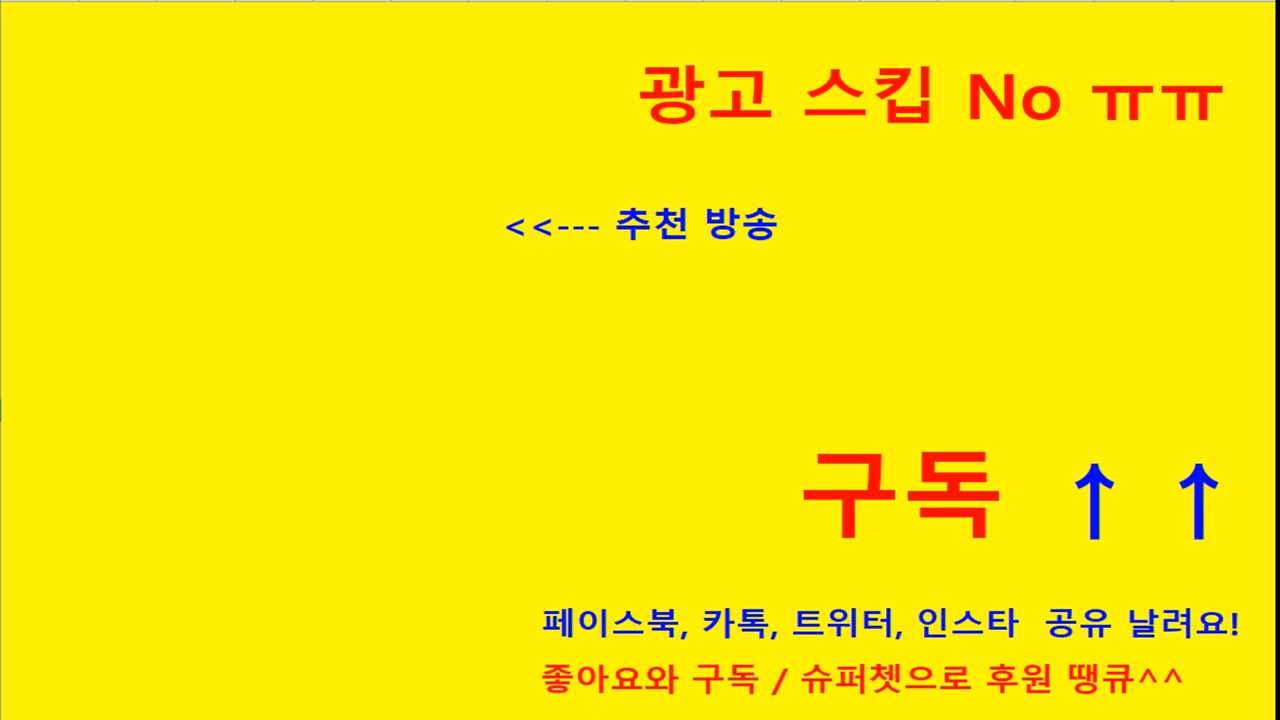 광고 스킵 No ㅠㅠ
<<--- 추천 방송
구독 ↑ ↑
페이스북, 카톡, 트위터, 인스타 공유 날려요!
좋아요와 구독 / 슈퍼쳇으로 후원 땡큐^^